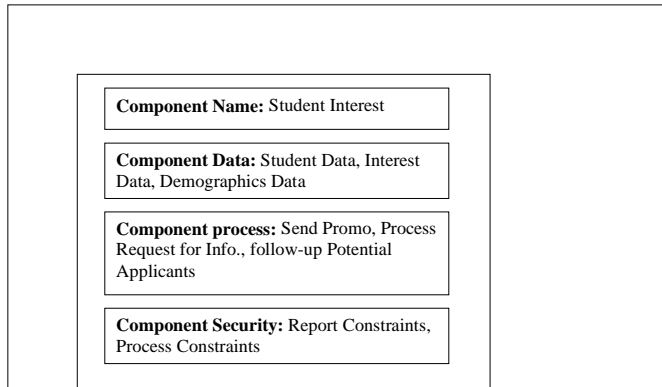 Component Name: Student Interest
Component Data: Student Data, Interest
Data, Demographics Data
Component process: Send Promo, Process
Request for Info., follow-up Potential
Applicants
Component Security: Report Constraints,
Process Constraints